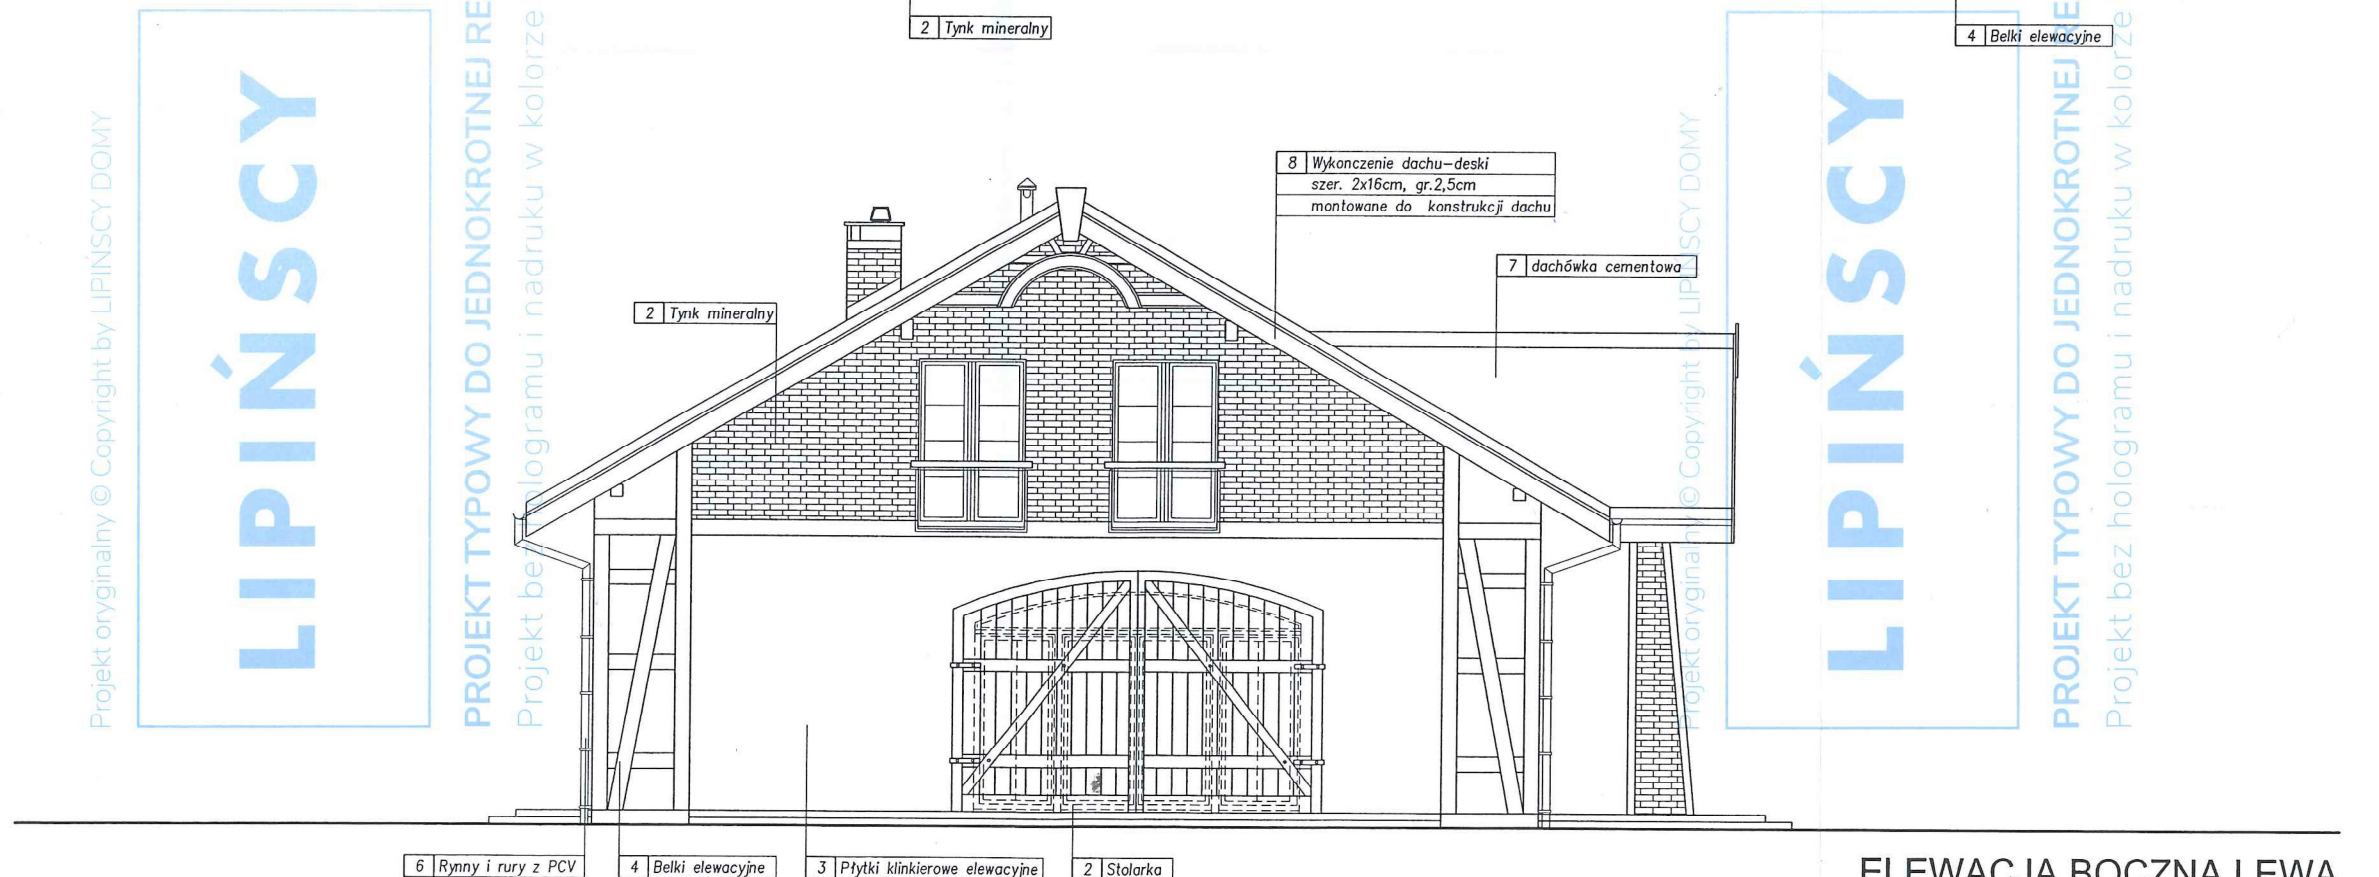 2 Tynk mineralny
4 Belki elewacyjne
Projekt oryginalny © Copyright by LIPIŃSCY DOMY
LIPIŃSCY
PROJEKT TYPOWY DO JEDNOKROTNEJ RE
Projekt bez hologramu i nadruku w kolorze
8 Wykonczenie dachu-deski
szer. 2x16cm, gr.2,5cm
montowane do konstrukcji dachu
7 dachówka cementowa
2 Tynk mineralny
Projekt oryginalny © Copyright by LIPIŃSCY DOMY
LIPIŃSCY
PROJEKT TYPOWY DO JEDNOKROTNEJ RE
Projekt bez hologramu i nadruku w kolorze
6 Rynny i rury z PCV
4 Belki elewacyjne
3 Płytki klinkierowe elewacyjne
2 Stolarka
ELEWACJA BOCZNA LEWA